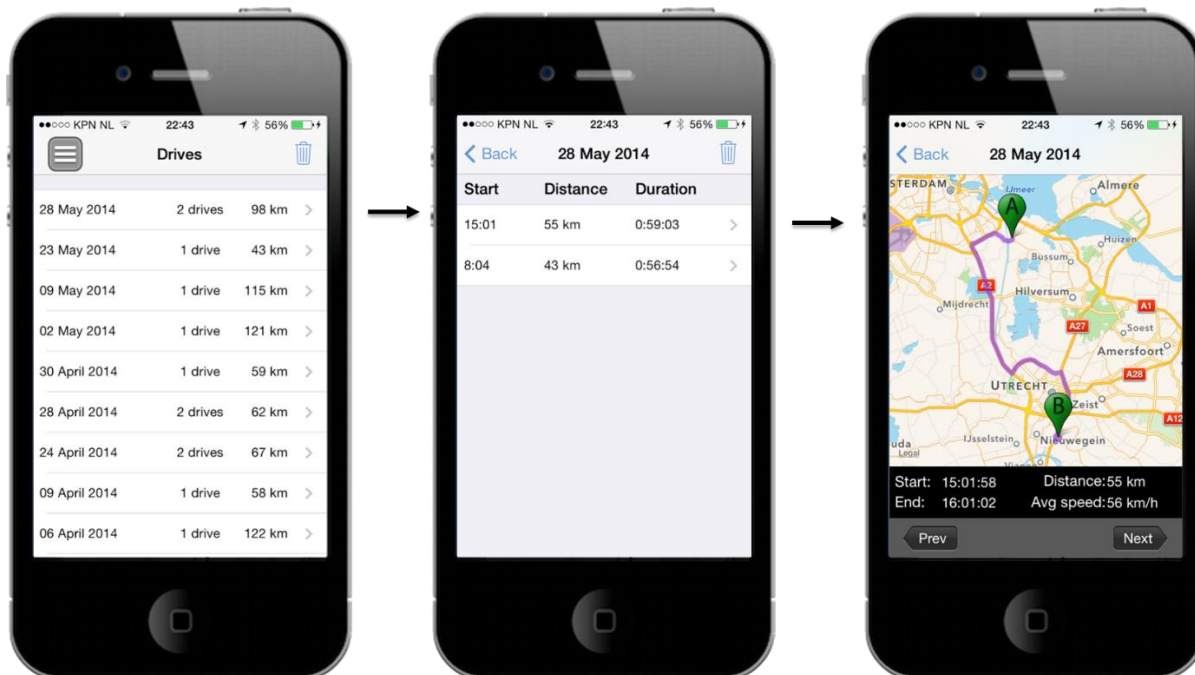 ●●○○○ KPN NL 22:43 56%
Drives
28 May 2014 2 drives 98 km
23 May 2014 1 drive 43 km
09 May 2014 1 drive 115 km
02 May 2014 1 drive 121 km
30 April 2014 1 drive 59 km
28 April 2014 2 drives 62 km
24 April 2014 2 drives 67 km
09 April 2014 1 drive 58 km
06 April 2014 1 drive 122 km
●●○○○ KPN NL 22:43 56%
Back 28 May 2014
Start Distance Duration
15:01 55 km 0:59:03
8:04 43 km 0:56:54
●●○○○ KPN NL 22:43 56%
Back 28 May 2014
STERDAM IJmeer Almere
A
Huizen
Bussum
A2 Hilversum
Mijdrecht A1
A27 Soest
Amersfoort
A28
UTRECHT
B Zeist
A12
IJsselstein Nieuwegein
uda
Legal
Vianen
Start: 15:01:58 Distance: 55 km
End: 16:01:02 Avg speed: 56 km/h
Prev Next